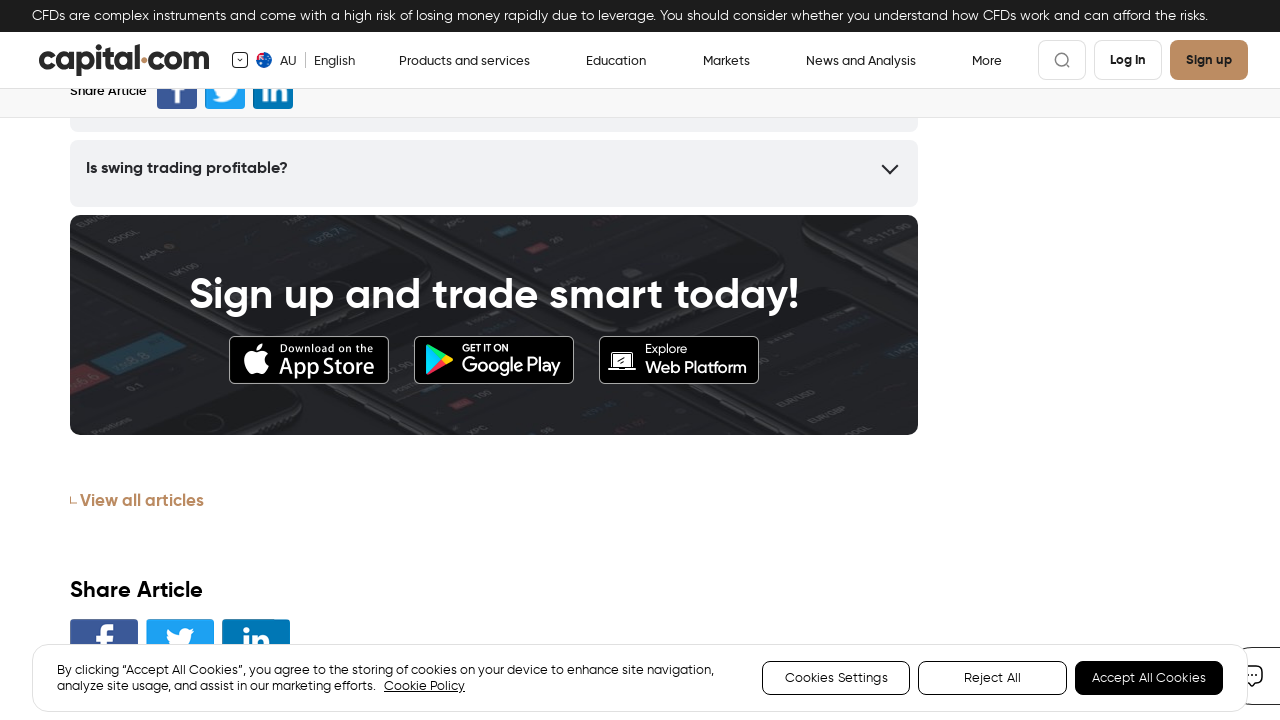 CFDs are complex instruments and come with a high risk of losing money rapidly due to leverage. You should consider whether you understand how CFDs work and can afford the risks.
capital.com AU English Products and services Education Markets News and Analysis More Log In Sign up
Share Article
Is swing trading profitable?
Sign up and trade smart today!
Download on the
App Store
GET IT ON
Google Play
Explore
Web Platform
View all articles
Share Article
By clicking “Accept All Cookies”, you agree to the storing of cookies on your device to enhance site navigation,
analyze site usage, and assist in our marketing efforts. Cookie Policy
Cookies Settings Reject All Accept All Cookies